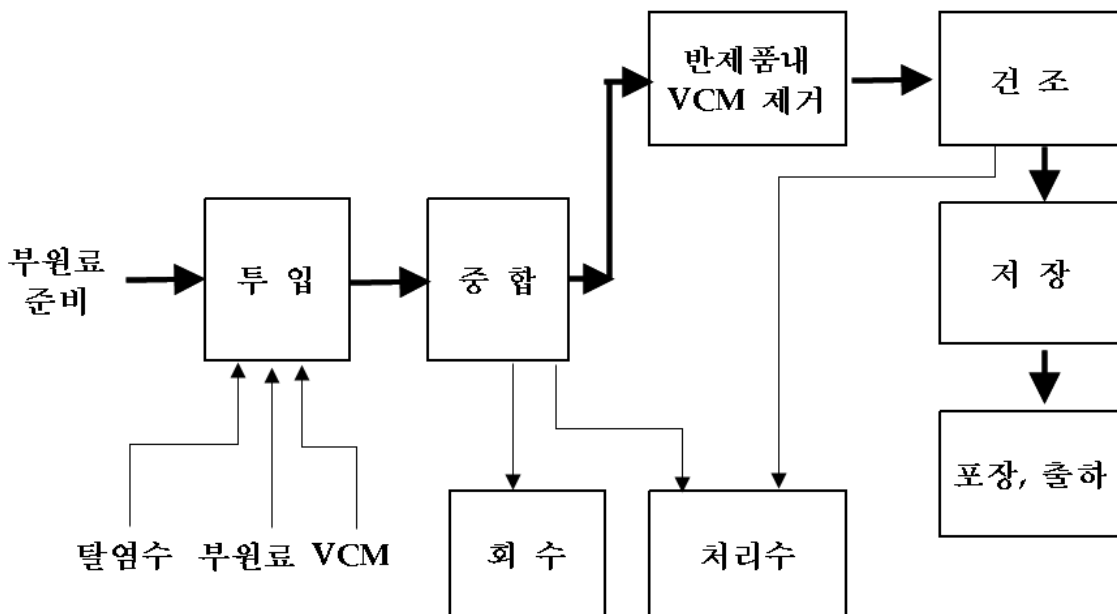 반제품내
VCM 제거
건 조
부원료
준비
투 입
중 합
저 장
탈염수 부원료 VCM
회 수
처리수
포장, 출하